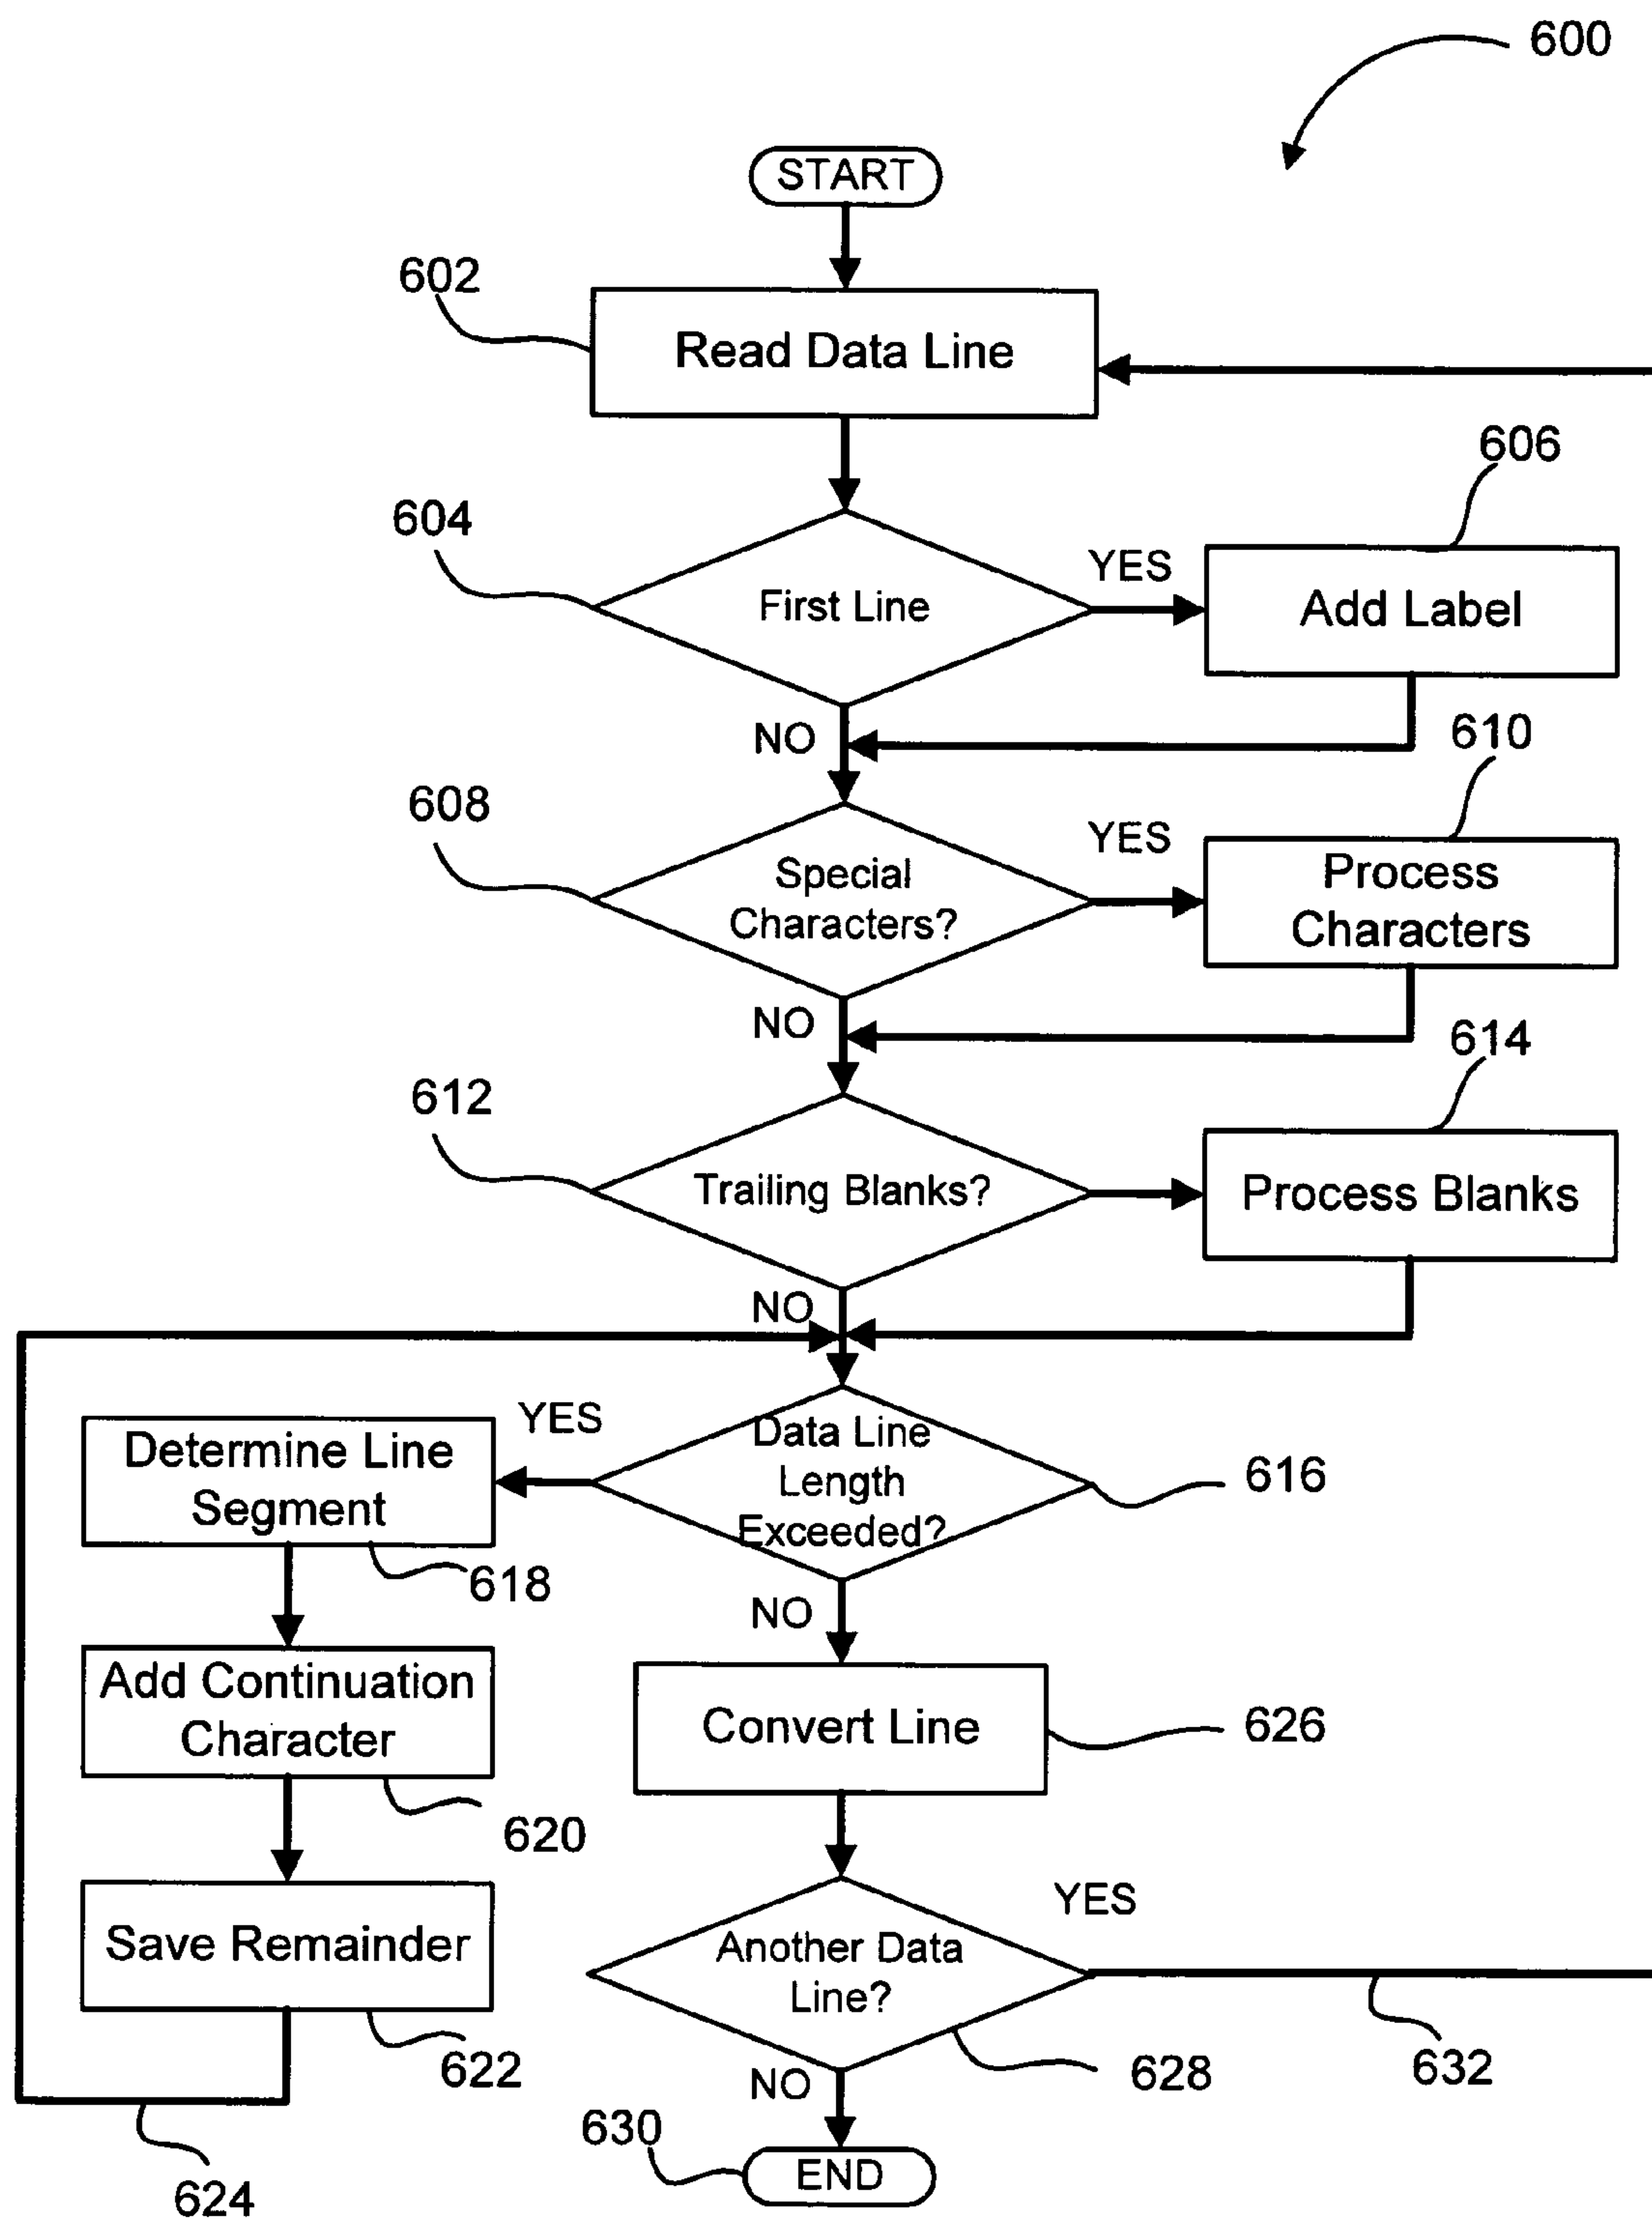 600
START
602
Read Data Line
606
604
YES
First Line
Add Label
NO
610
608
YES
Special
Characters?
Process
Characters
NO
614
612
Trailing Blanks?
Process Blanks
NO
YES
Data Line
Length
Exceeded?
616
Determine Line
Segment
618
NO
Add Continuation
Character
620
Convert Line
626
YES
Save Remainder
Another Data
Line?
622
628
632
NO
630
END
624